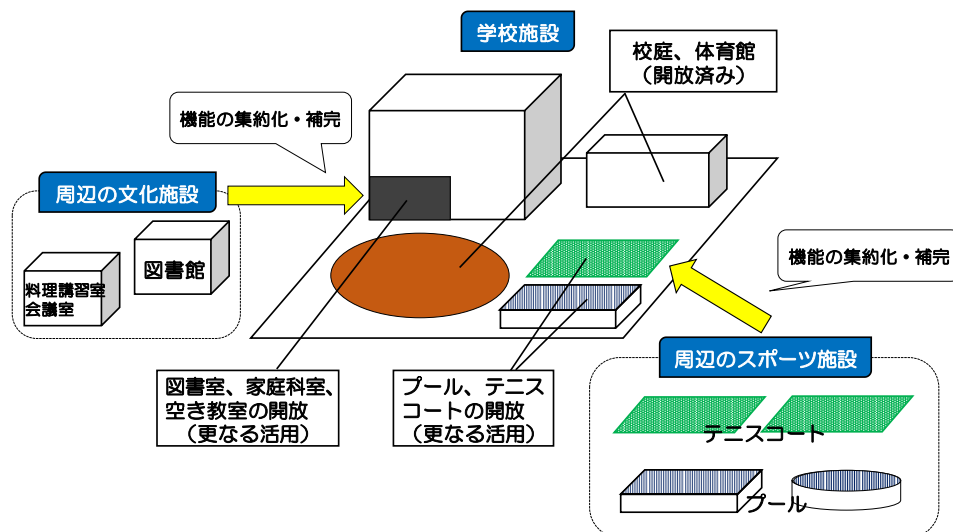 学校施設
校庭、体育館
（開放済み）
機能の集約化・補完
周辺の文化施設
図書館
料理講習室
会議室
機能の集約化・補完
図書室、家庭科室、
空き教室の開放
（更なる活用）
プール、テニス
コートの開放
（更なる活用）
周辺のスポーツ施設
テニスコート
プール